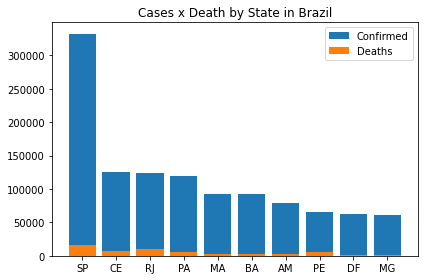 Cases x Death by State in Brazil
Confirmed
Deaths
350000
300000
250000
200000
150000
100000
50000
0
SP CE RJ PA MA BA AM PE DF MG